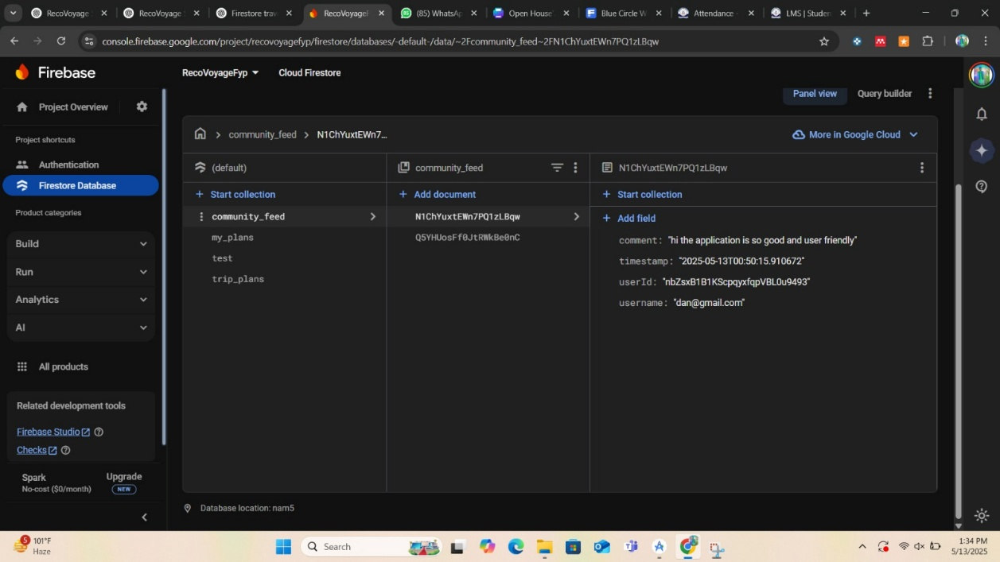 RecoVoyage
RecoVoyage
Firestore trav
RecoVoyageF
(85) WhatsAp
Open House'
Blue Circle W
Attendance
LMS | Studen
console.firebase.google.com/project/recovoyagefyp/firestore/databases/-default-/data/~2Fcommunity_feed~2FN1ChYuxtEWn7PQ1zLBqw
Firebase
RecoVoyageFyp
Cloud Firestore
Project Overview
Panel view
Query builder
community_feed
N1ChYuxtEWn7...
More in Google Cloud
Project shortcuts
Authentication
Firestore Database
Product categories
Build
Run
Analytics
AI
All products
Related development tools
Firebase Studio
Checks
Spark
No-cost ($0/month)
Upgrade
NEW
(default)
+ Start collection
community_feed
my_plans
test
trip_plans
community_feed
+ Add document
N1ChYuxtEWn7PQ1zLBqw
Q5YHUosFf0JtRWkBe0nC
N1ChYuxtEWn7PQ1zLBqw
+ Start collection
+ Add field
comment: "hi the application is so good and user friendly"
timestamp: "2025-05-13T00:50:15.910672"
userId: "nbZsxB1B1KScpqyxfqpVBL0u9493"
username: "dan@gmail.com"
Database location: nam5
5
101°F
Haze
Search
1:34 PM
5/13/2025